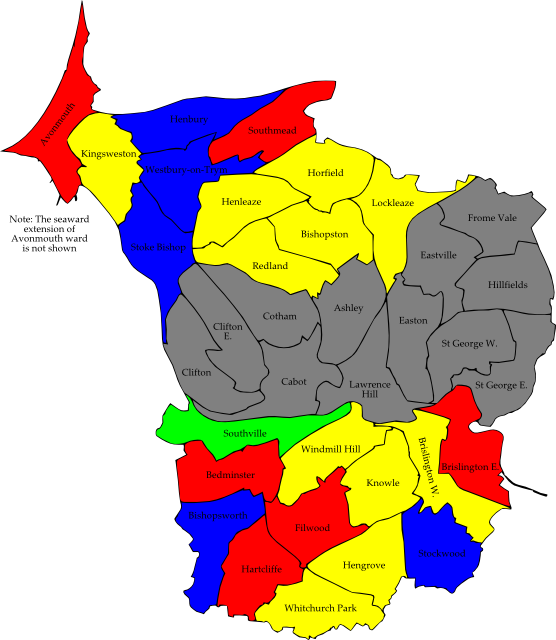 Henbury
Avonmouth
Southmead
Kingsweston
Westbury-on-Trym
Horfield
Henleaze
Lockleaze
Note: The seaward
extension of
Avonmouth ward
is not shown
Frome Vale
Bishopston
Stoke Bishop
Eastville
Redland
Hillfields
Ashley
Cotham
Easton
Clifton
E.
St George W.
Clifton
Cabot
Lawrence
Hill
St George E.
Southville
Windmill Hill
Brislington W.
Brislington E.
Bedminster
Knowle
Bishopsworth
Filwood
Stockwood
Hartcliffe
Hengrove
Whitchurch Park